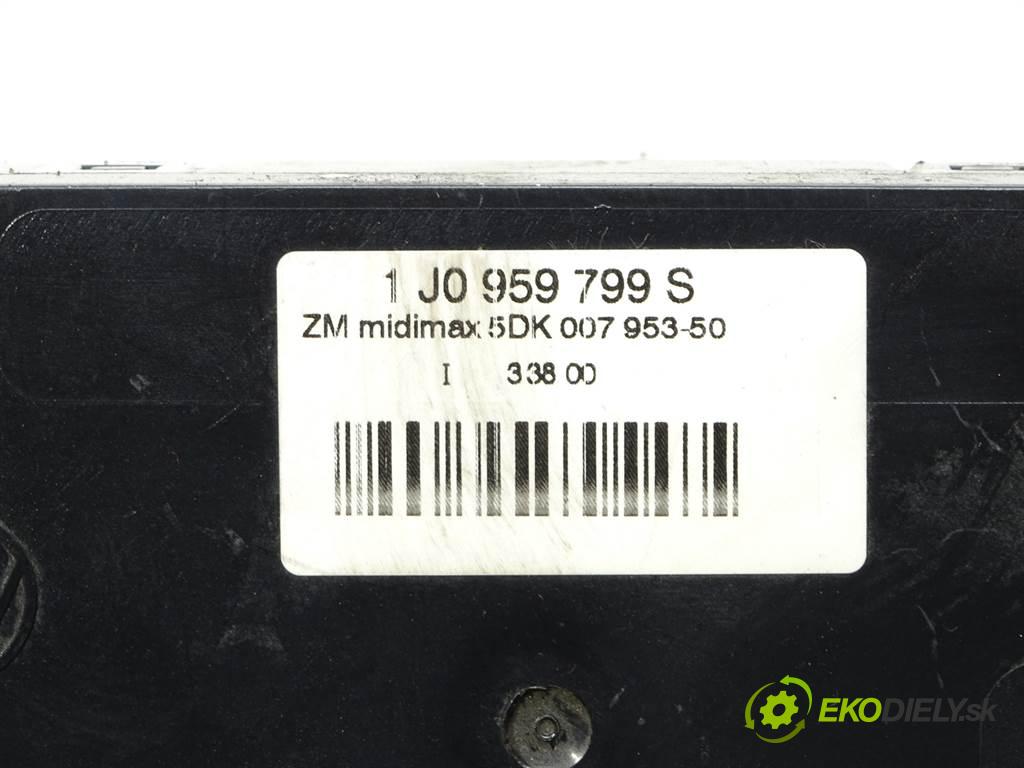 1 J0 959 799 S
ZM midimax 5DK 007 953-50
I 338 00
EKODIELY.sk